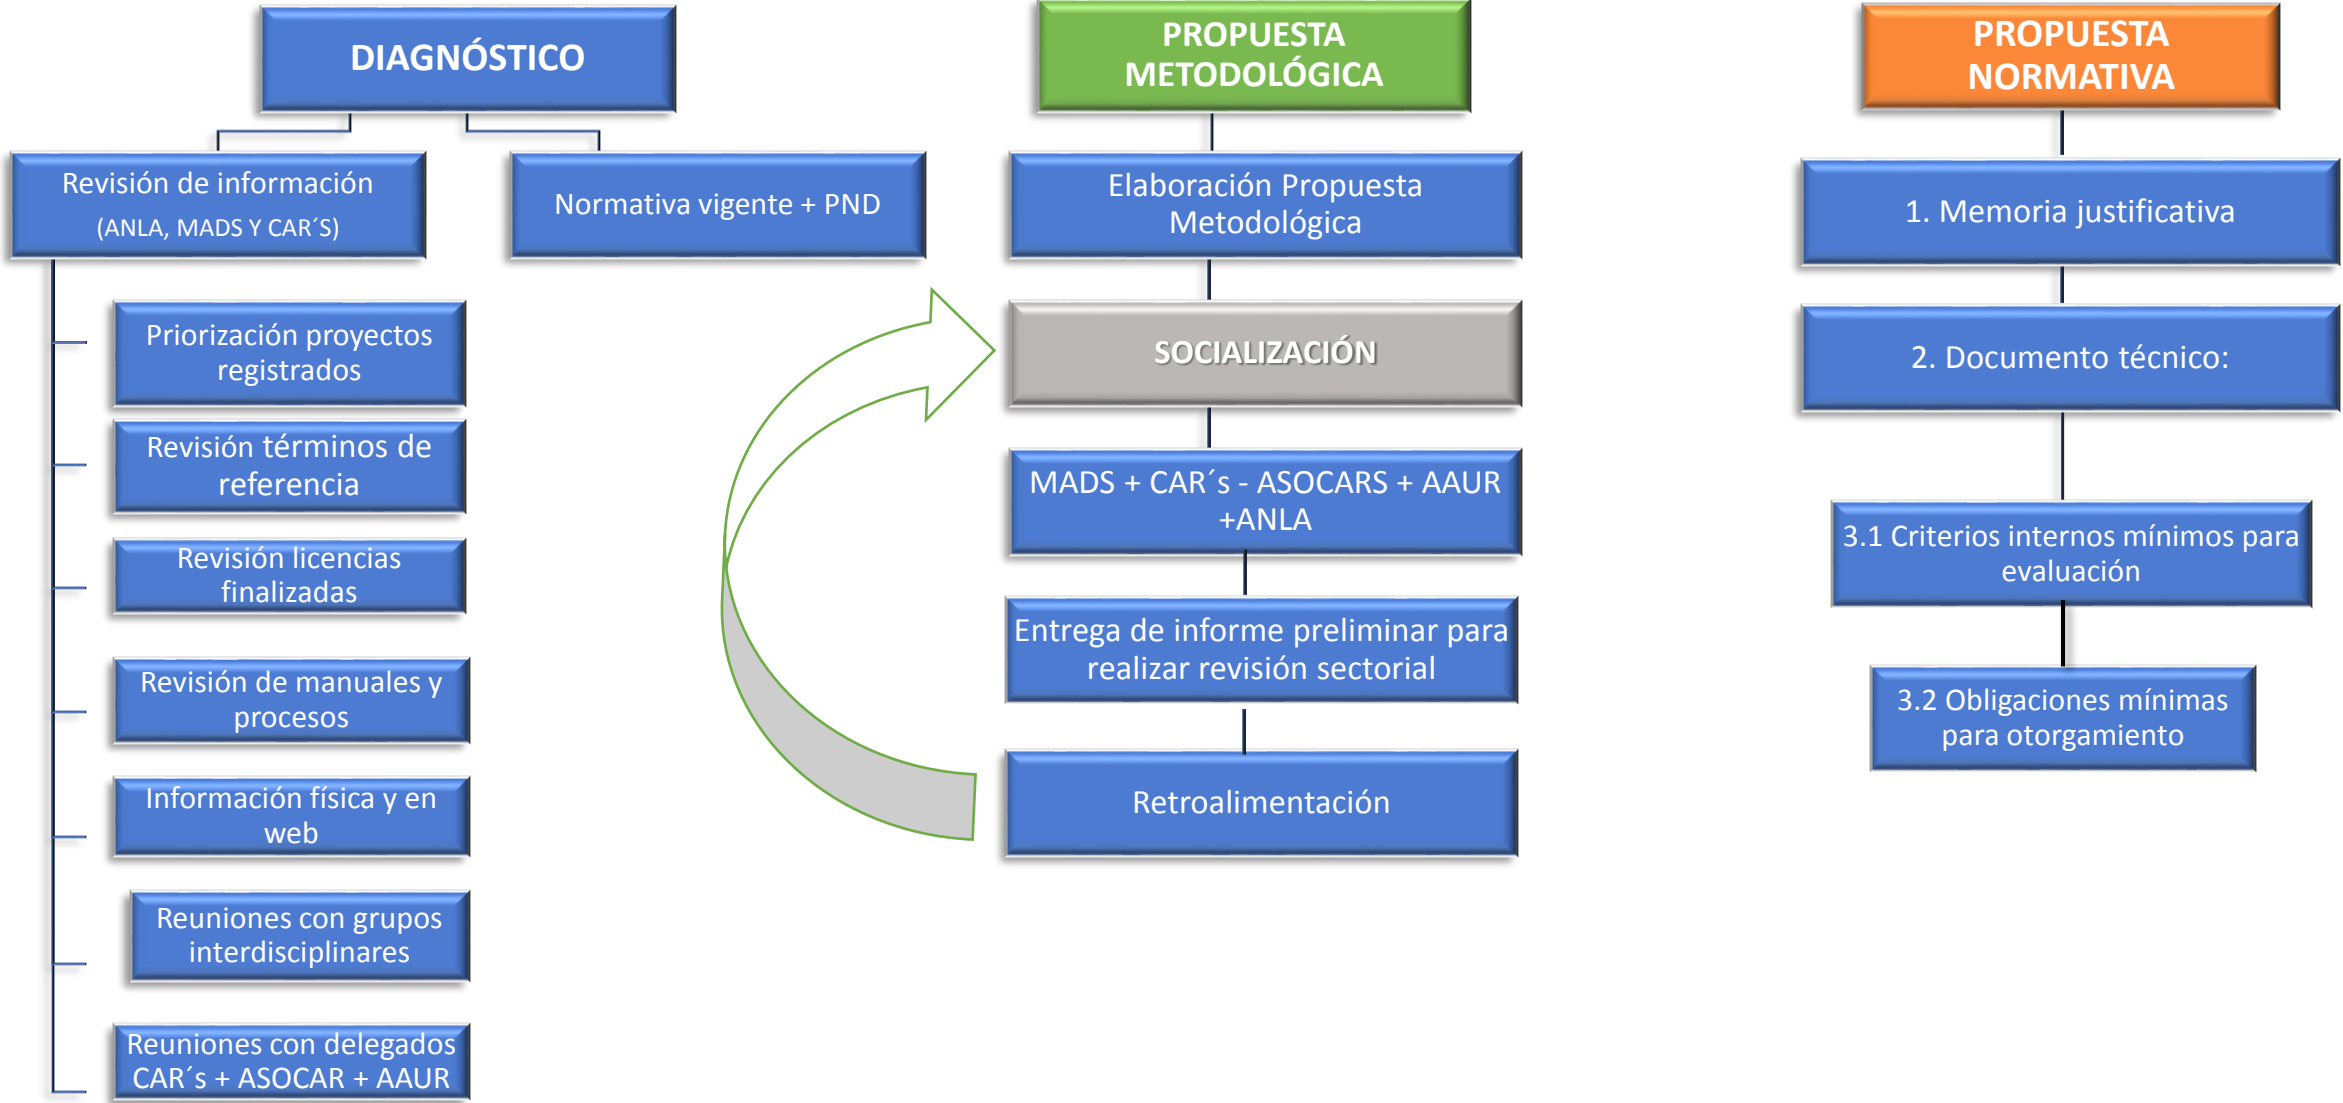 DIAGNÓSTICO
Revisión de información
(ANLA, MADS Y CAR´S)
Normativa vigente + PND
Priorización proyectos
registrados
Revisión términos de
referencia
Revisión licencias
finalizadas
Revisión de manuales y
procesos
Información física y en
web
Reuniones con grupos
interdisciplinares
Reuniones con delegados
CAR´s + ASOCAR + AAUR
PROPUESTA
METODOLÓGICA
Elaboración Propuesta
Metodológica
SOCIALIZACIÓN
MADS + CAR´s - ASOCARS + AAUR
+ANLA
Entrega de informe preliminar para
realizar revisión sectorial
Retroalimentación
PROPUESTA
NORMATIVA
1. Memoria justificativa
2. Documento técnico:
3.1 Criterios internos mínimos para
evaluación
3.2 Obligaciones mínimas
para otorgamiento